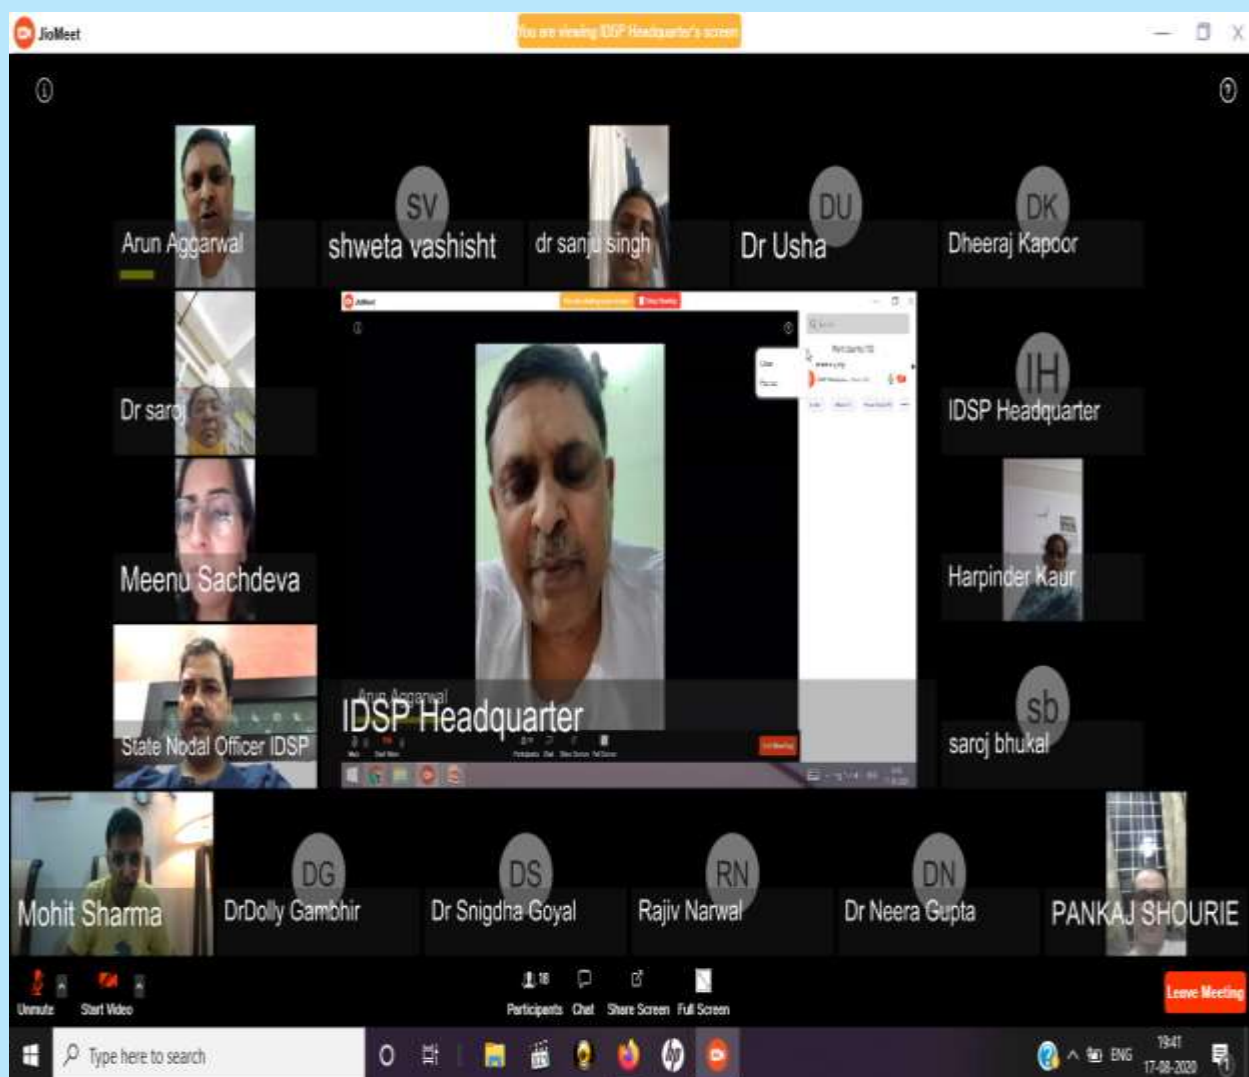 JioMeet
You are viewing IDSP Headquarter's screen
Arun Aggarwal
SV
shweta vashisht
dr sanju singh
DU
Dr Usha
DK
Dheeraj Kapoor
JioMeet
Dr saroj
IH
IDSP Headquarter
Meenu Sachdeva
Harpinder Kaur
State Nodal Officer IDSP
Arun Aggarwal
IDSP Headquarter
sb
saroj bhukal
Mohit Sharma
DG
DrDolly Gambhir
DS
Dr Snigdha Goyal
RN
Rajiv Narwal
DN
Dr Neera Gupta
PANKAJ SHOURIE
Unmute
Start Video
Participants
Chat
Share Screen
Full Screen
Leave Meeting
Type here to search
ENG
19:41
17-08-2020